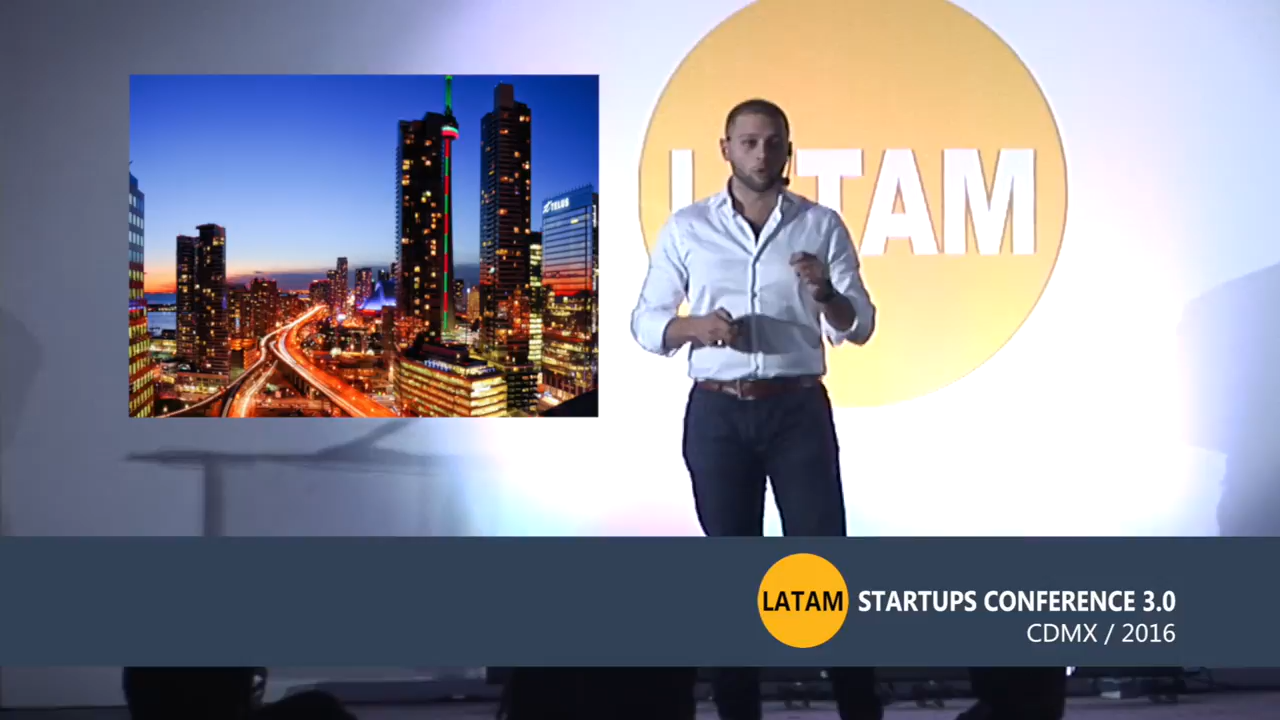 TELUS
LATAM
LATAM
STARTUPS CONFERENCE 3.0
CDMX / 2016